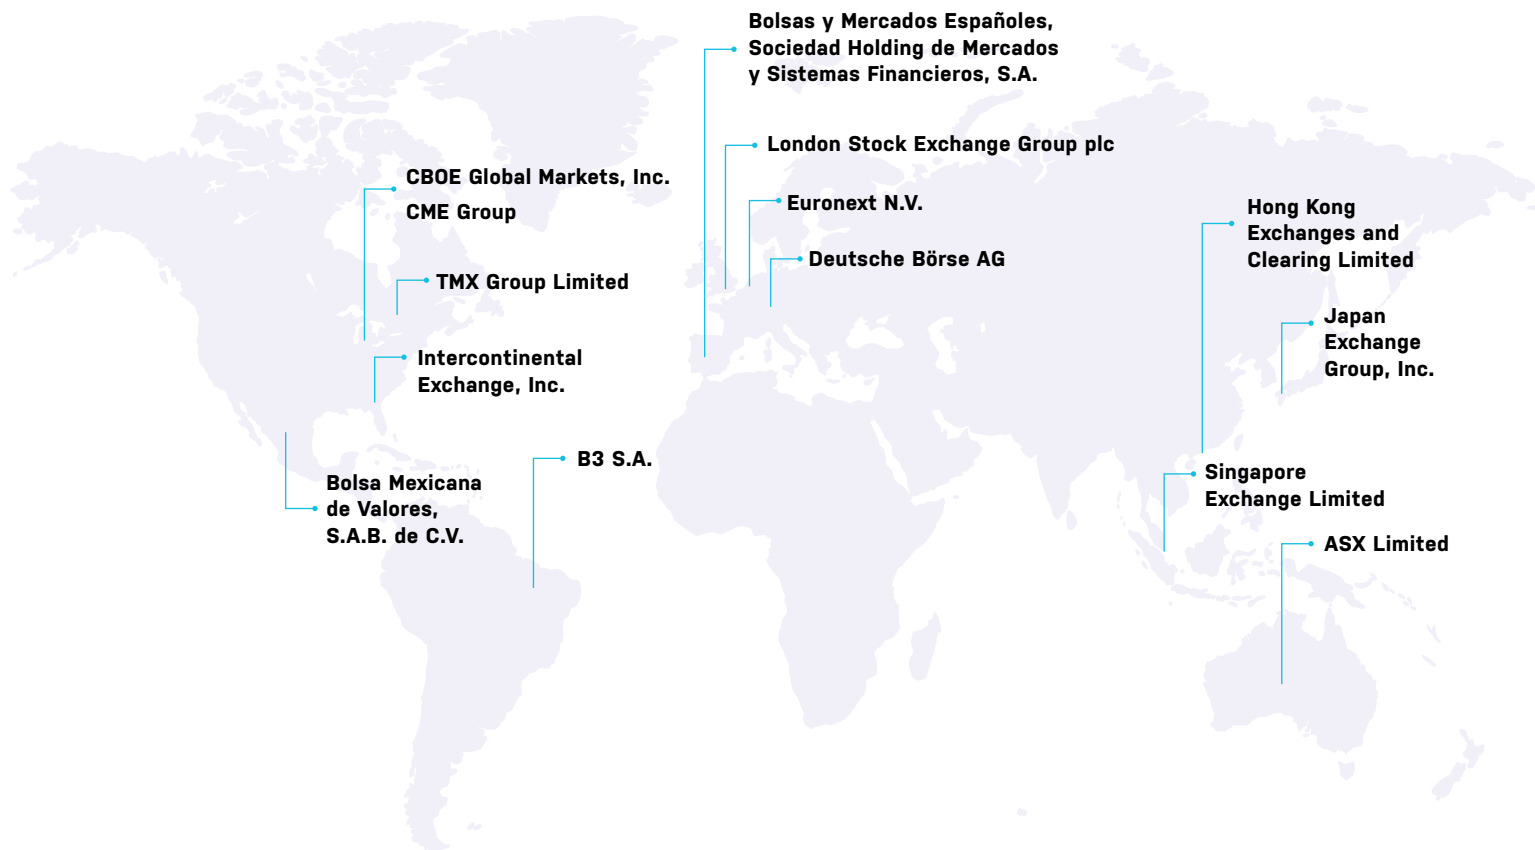 Bolsas y Mercados Españoles,
Sociedad Holding de Mercados
y Sistemas Financieros, S.A.
London Stock Exchange Group plc
CBOE Global Markets, Inc.
CME Group
Euronext N.V.
Hong Kong
Exchanges and
Clearing Limited
Deutsche Börse AG
TMX Group Limited
Japan
Exchange
Group, Inc.
Intercontinental
Exchange, Inc.
B3 S.A.
Singapore
Exchange Limited
Bolsa Mexicana
de Valores,
S.A.B. de C.V.
ASX Limited